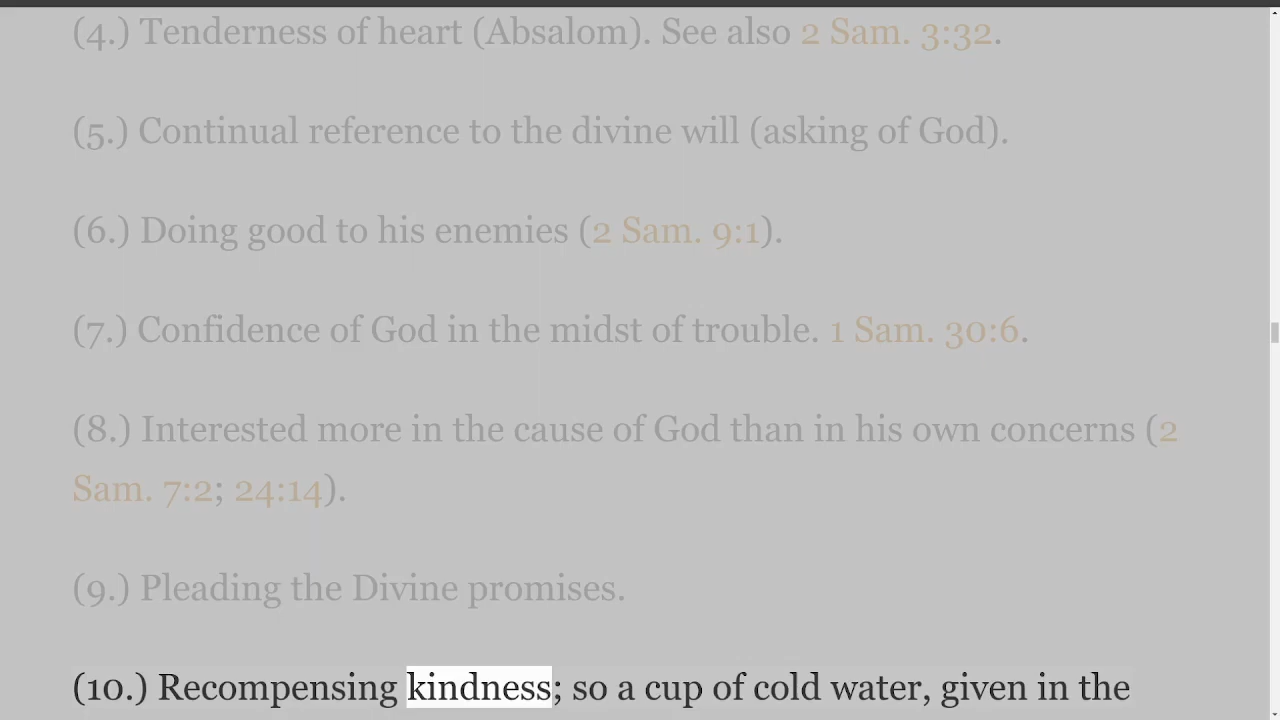 (4.) Tenderness of heart (Absalom). See also 2 Sam. 3:32.
(5.) Continual reference to the divine will (asking of God).
(6.) Doing good to his enemies (2 Sam. 9:1).
(7.) Confidence of God in the midst of trouble. 1 Sam. 30:6.
(8.) Interested more in the cause of God than in his own concerns (2
Sam. 7:2; 24:14).
(9.) Pleading the Divine promises.
(10.) Recompensing kindness; so a cup of cold water, given in the